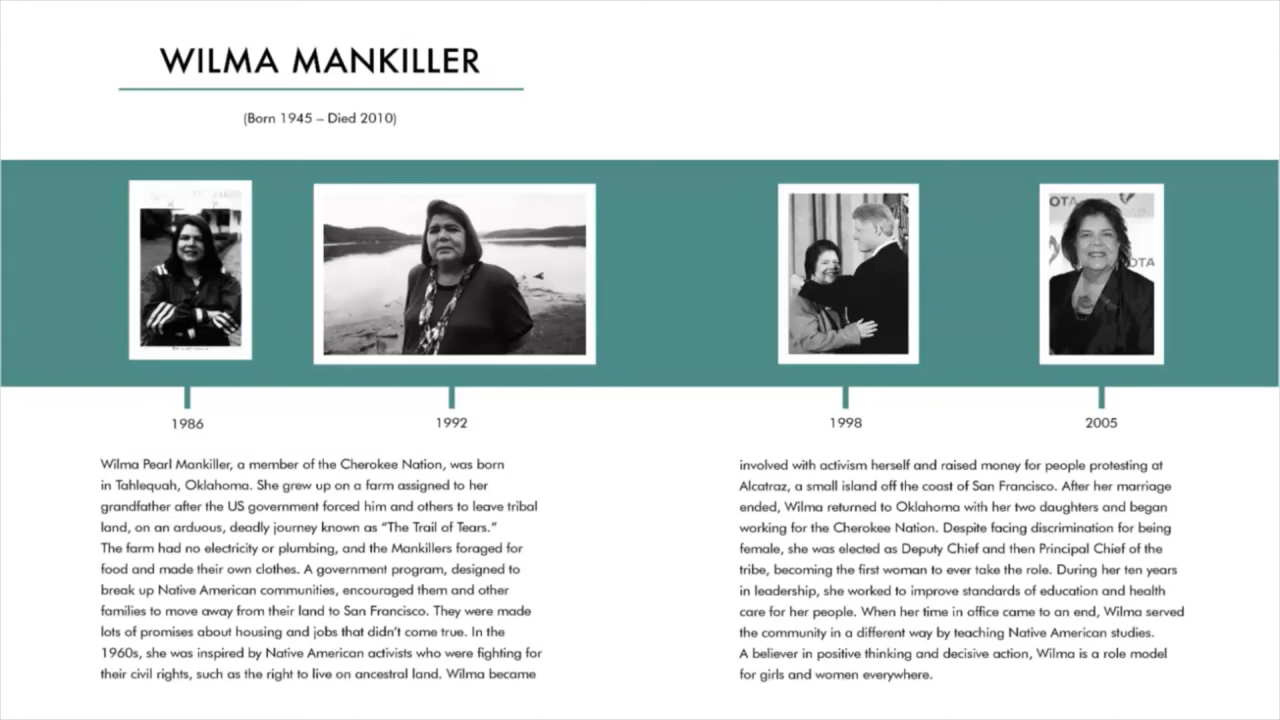 WILMA MANKILLER
(Born 1945 – Died 2010)
OTA
OTA
1986
1992
1998
2005
Wilma Pearl Mankiller, a member of the Cherokee Nation, was born
in Tahlequah, Oklahoma. She grew up on a farm assigned to her
grandfather after the US government forced him and others to leave tribal
land, on an arduous, deadly journey known as “The Trail of Tears.”
The farm had no electricity or plumbing, and the Mankillers foraged for
food and made their own clothes. A government program, designed to
break up Native American communities, encouraged them and other
families to move away from their land to San Francisco. They were made
lots of promises about housing and jobs that didn’t come true. In the
1960s, she was inspired by Native American activists who were fighting for
their civil rights, such as the right to live on ancestral land. Wilma became
involved with activism herself and raised money for people protesting at
Alcatraz, a small island off the coast of San Francisco. After her marriage
ended, Wilma returned to Oklahoma with her two daughters and began
working for the Cherokee Nation. Despite facing discrimination for being
female, she was elected as Deputy Chief and then Principal Chief of the
tribe, becoming the first woman to ever take the role. During her ten years
in leadership, she worked to improve standards of education and health
care for her people. When her time in office came to an end, Wilma served
the community in a different way by teaching Native American studies.
A believer in positive thinking and decisive action, Wilma is a role model
for girls and women everywhere.